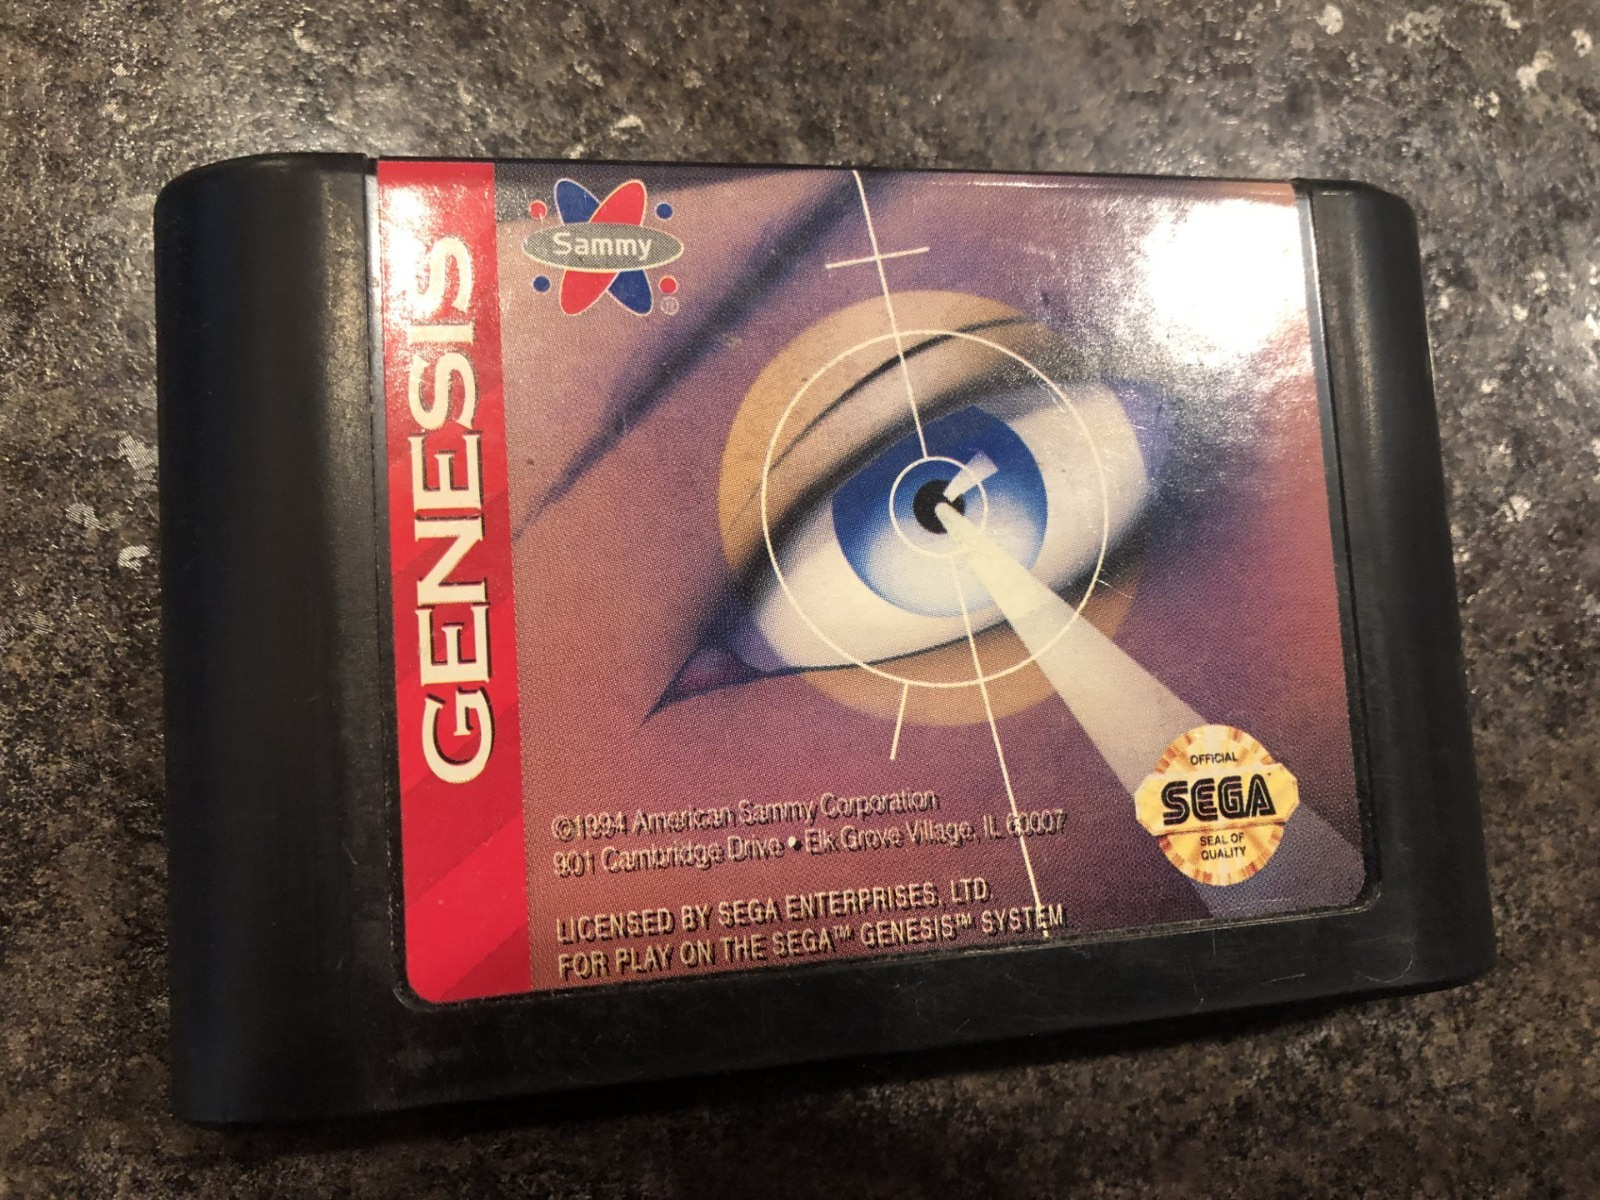 GENESIS
Sammy
®
©1994 American Sammy Corporation
901 Cambridge Drive • Elk Grove Village, IL 60007
LICENSED BY SEGA ENTERPRISES, LTD.
FOR PLAY ON THE SEGA™ GENESIS™ SYSTEM
OFFICIAL
SEGA™
SEAL OF
QUALITY